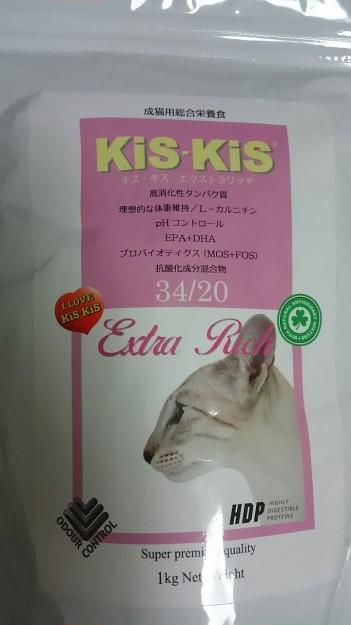 成猫用総合栄養食
KiS-KiS®
キス・キス エクストラリッチ
高消化性タンパク質
理想的な体重維持/L-カルニチン
pHコントロール
EPA+DHA
プロバイオティクス (MOS+FOS)
抗酸化成分混合物
34/20
I LOVE
KiS KiS
WITH NATURAL ANTIOXIDANT MIXTURE
Extra Rich
HDP HIGHLY
DIGESTIBLE
PROTEINS
ODOUR CONTROL
Super premium quality
1kg Net Weight